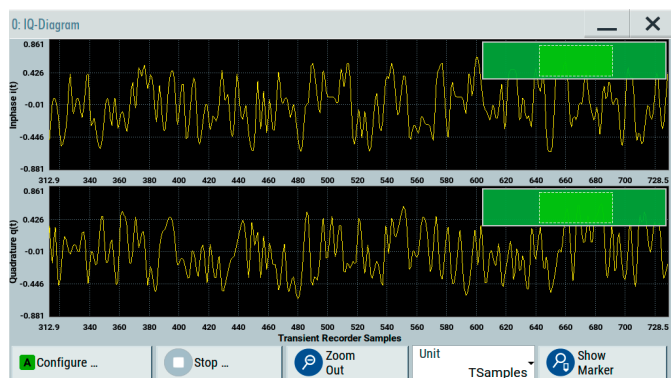 0: IQ-Diagram
Inphase i(t)
0.861
0.426
-0.01
-0.446
-0.881
312.9 340 360 380 400 420 440 460 480 500 520 540 560 580 600 620 640 660 680 700 728.5
Quadrature q(t)
0.861
0.426
-0.01
-0.446
-0.881
312.9 340 360 380 400 420 440 460 480 500 520 540 560 580 600 620 640 660 680 700 728.5
Transient Recorder Samples
A Configure ...
Stop ...
Zoom
Out
Unit
TSamples
Show
Marker